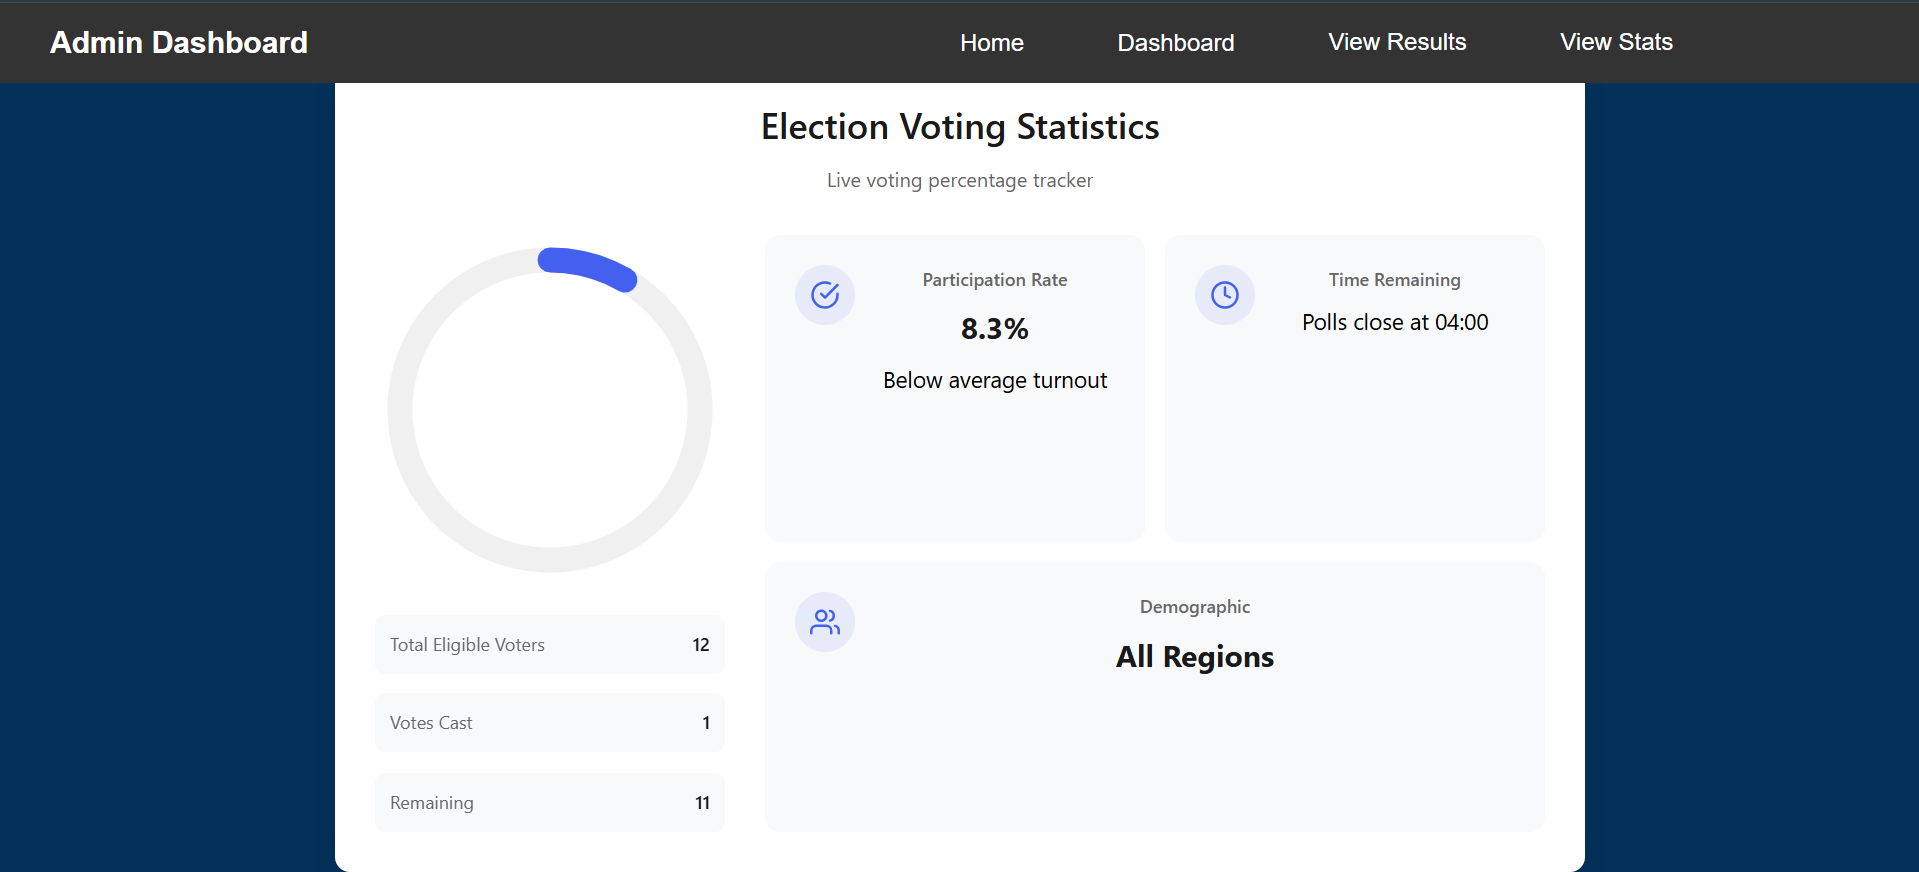 Admin Dashboard
Home
Dashboard
View Results
View Stats
Election Voting Statistics
Live voting percentage tracker
Participation Rate
8.3%
Below average turnout
Time Remaining
Polls close at 04:00
Total Eligible Voters 12
Votes Cast 1
Remaining 11
Demographic
All Regions